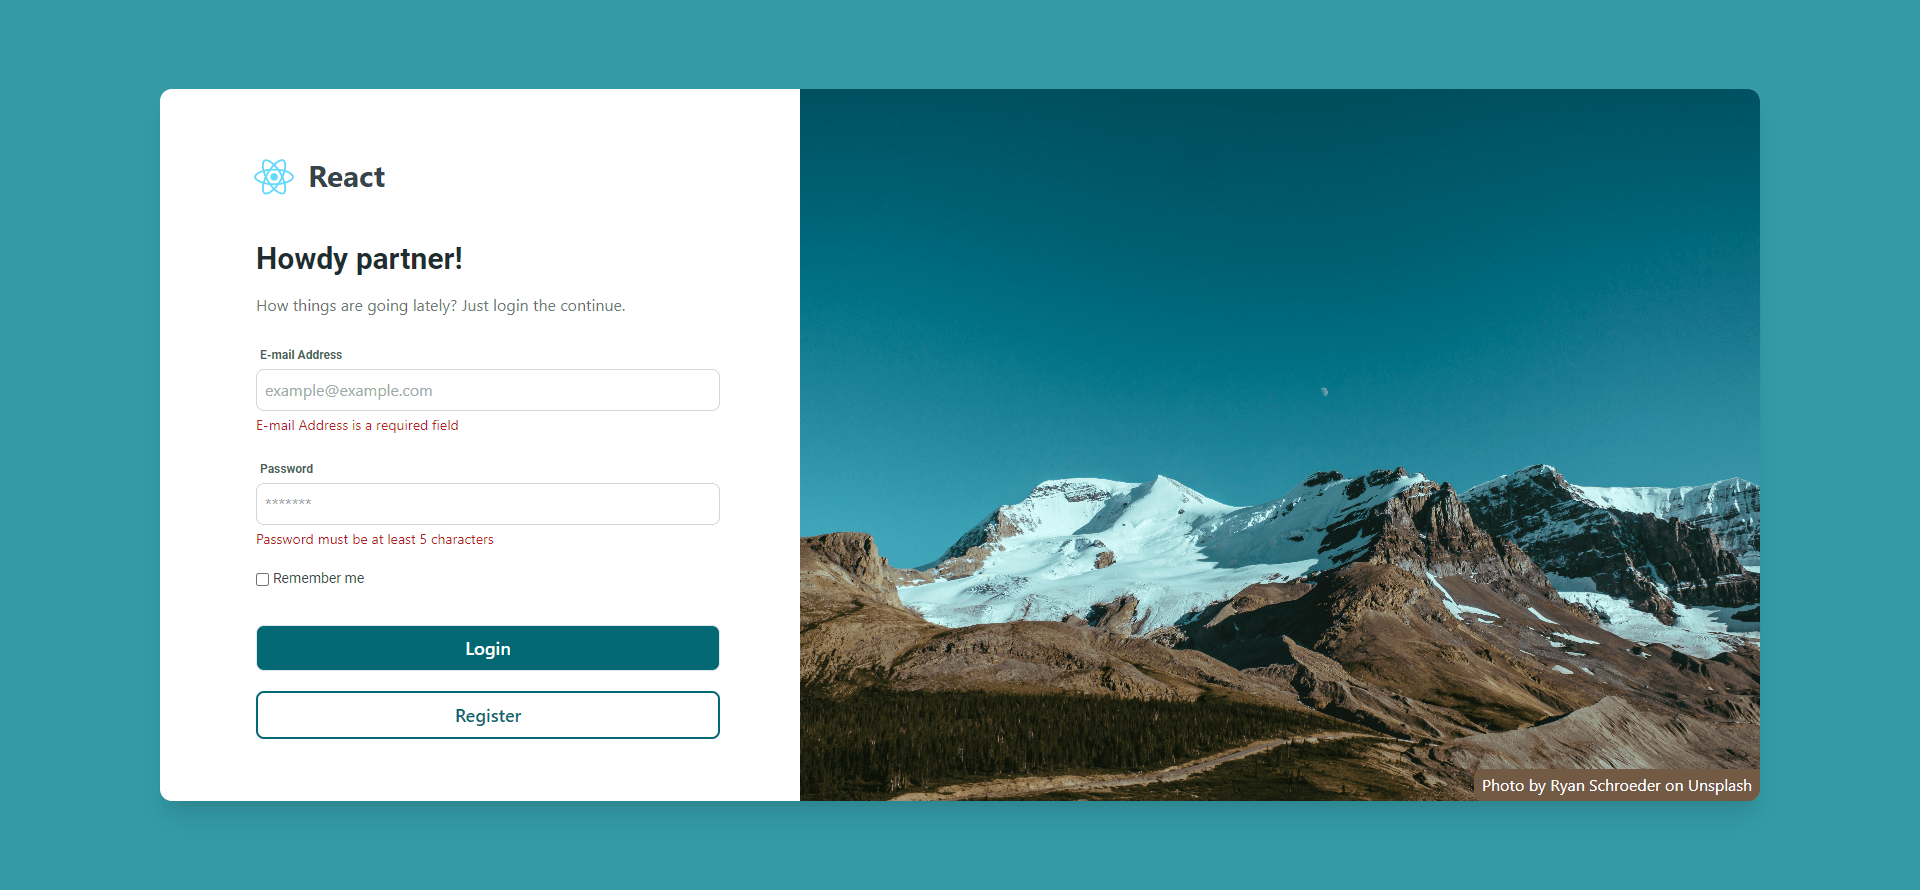 React
Howdy partner!
How things are going lately? Just login the continue.
E-mail Address
example@example.com
E-mail Address is a required field
Password
*******
Password must be at least 5 characters
Remember me
Login
Register
Photo by Ryan Schroeder on Unsplash